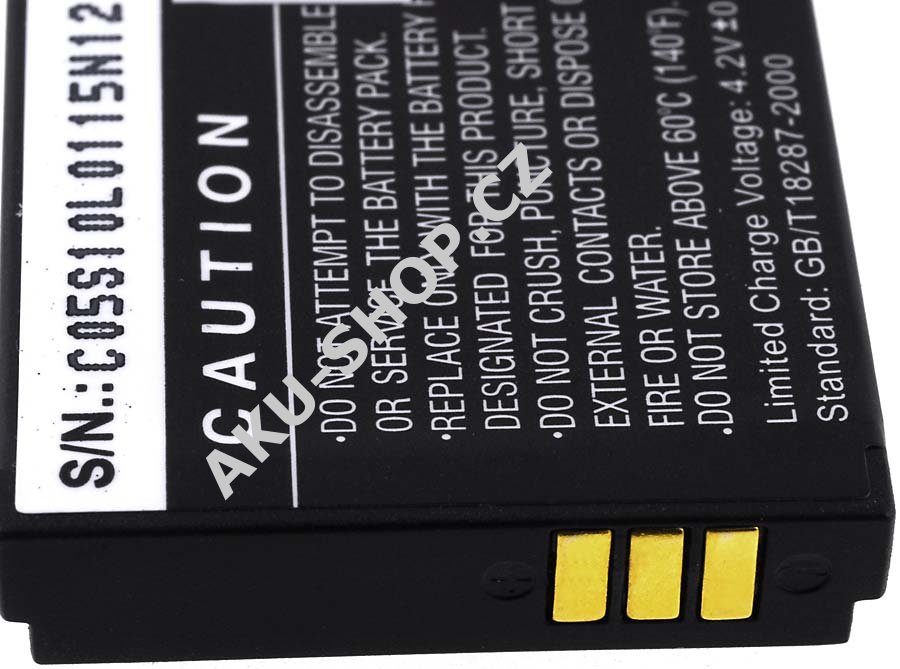 S/N.:C05S10L0115N12
CAUTION
·DO NOT ATTEMPT TO DISASSEMBLE
OR SERVICE THE BATTERY PACK.
·REPLACE ONLY WITH THE BATTERY
DESIGNATED FOR THIS PRODUCT.
·DO NOT CRUSH, PUNCTURE, SHORT
EXTERNAL CONTACTS OR DISPOSE
FIRE OR WATER.
·DO NOT STORE ABOVE 60°C (140°F).
Limited Charge Voltage: 4.2V±0
Standard: GB/T18287-2000
AKU-SHOP.CZ
+
-